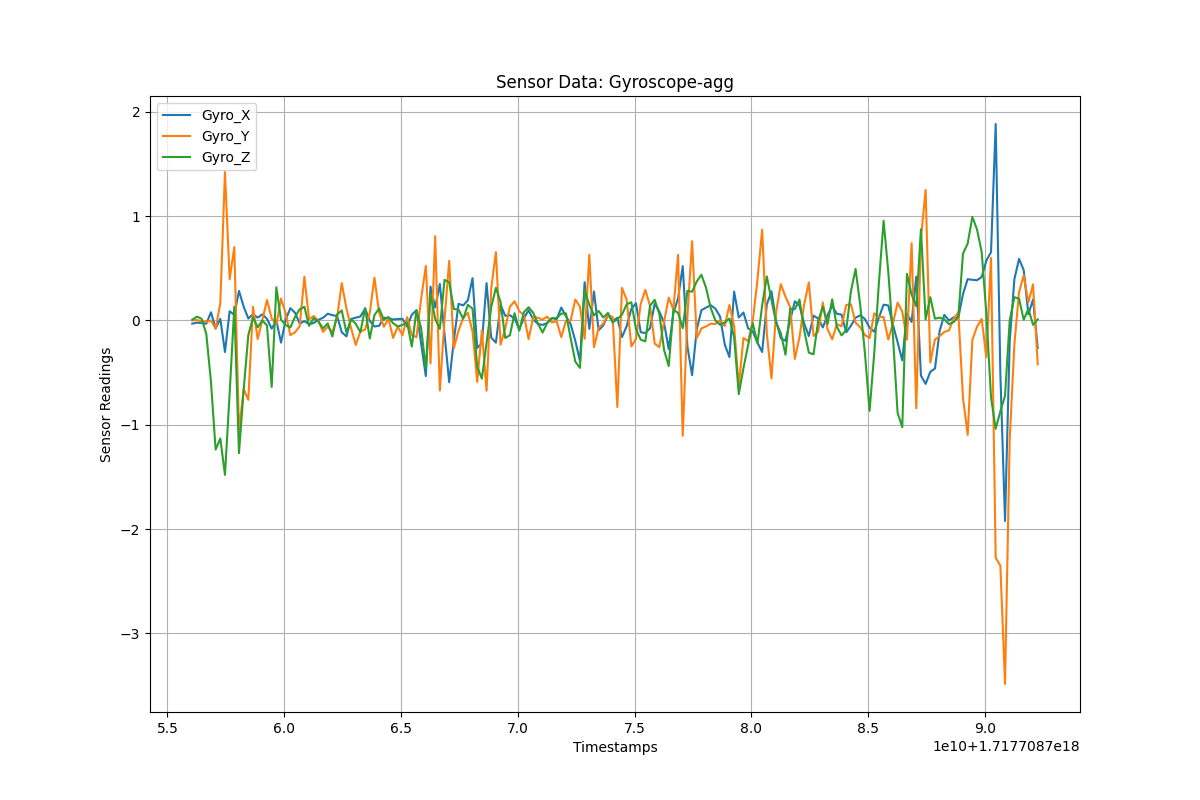 Sensor Data: Gyroscope-agg
Gyro_X
Gyro_Y
Gyro_Z
2
1
0
−1
−2
−3
Sensor Readings
5.5 6.0 6.5 7.0 7.5 8.0 8.5 9.0
Timestamps
1e10+1.7177087e18